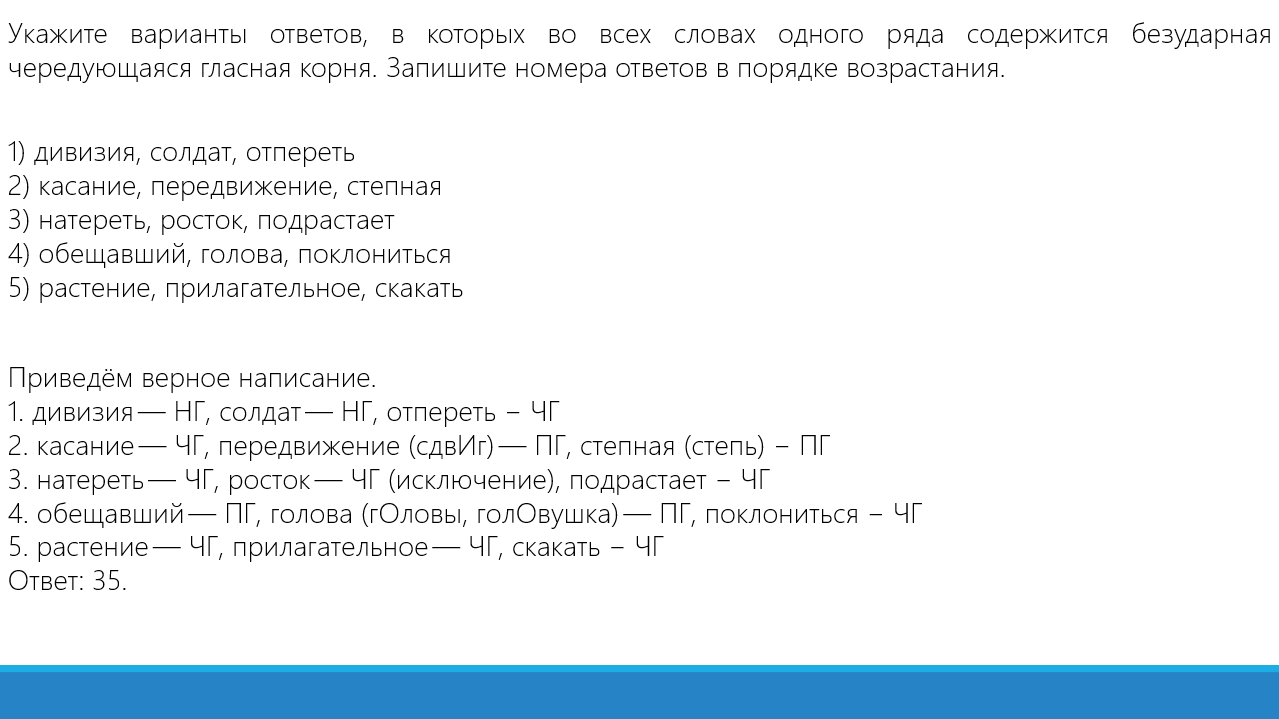 Укажите варианты ответов, в которых во всех словах одного ряда содержится безударная
чередующаяся гласная корня. Запишите номера ответов в порядке возрастания.
1) дивизия, солдат, отпереть
2) касание, передвижение, степная
3) натереть, росток, подрастает
4) обещавший, голова, поклониться
5) растение, прилагательное, скакать
Приведём верное написание.
1. дивизия — НГ, солдат — НГ, отпереть – ЧГ
2. касание — ЧГ, передвижение (сдвИг) — ПГ, степная (степь) – ПГ
3. натереть — ЧГ, росток — ЧГ (исключение), подрастает – ЧГ
4. обещавший — ПГ, голова (гОловы, голОвушка) — ПГ, поклониться – ЧГ
5. растение — ЧГ, прилагательное — ЧГ, скакать – ЧГ
Ответ: 35.